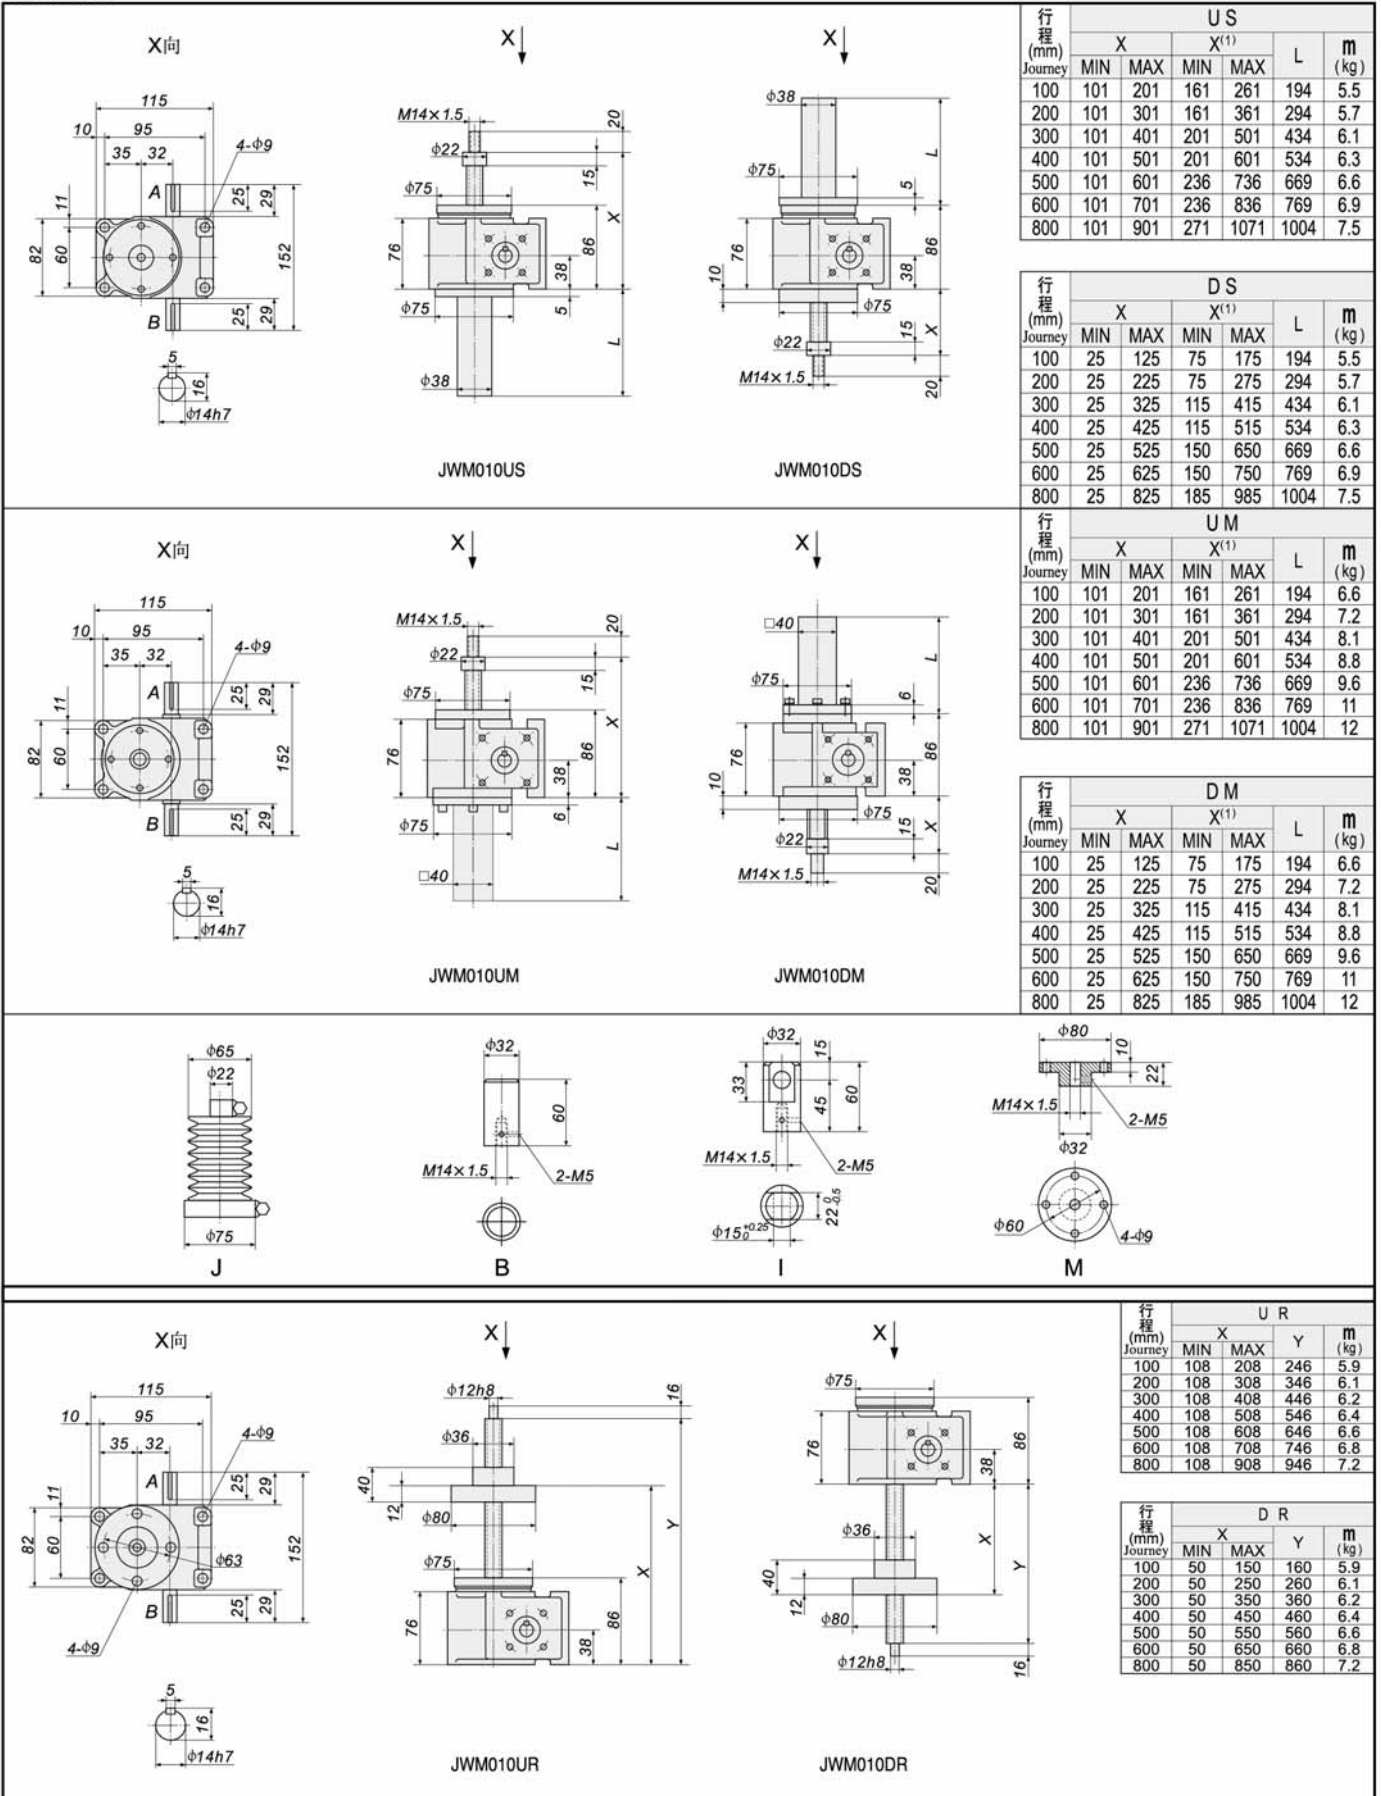 X向
115
10 95
35 32
4-φ9
A
B
11
82
60
25
29
152
25
29
5
16
φ14h7
X
M14×1.5
20
φ22
15
φ75
X
76
86
38
φ75
5
L
φ38
JWM010US
X
φ38
L
φ75
5
76
86
38
10
φ75
15
X
φ22
M14×1.5
20
JWM010DS
行程(mm) Journey US
X X(1) L m (kg)
MIN MAX MIN MAX
100 101 201 161 261 194 5.5
200 101 301 161 361 294 5.7
300 101 401 201 501 434 6.1
400 101 501 201 601 534 6.3
500 101 601 236 736 669 6.6
600 101 701 236 836 769 6.9
800 101 901 271 1071 1004 7.5
行程(mm) Journey DS
X X(1) L m (kg)
MIN MAX MIN MAX
100 25 125 75 175 194 5.5
200 25 225 75 275 294 5.7
300 25 325 115 415 434 6.1
400 25 425 115 515 534 6.3
500 25 525 150 650 669 6.6
600 25 625 150 750 769 6.9
800 25 825 185 985 1004 7.5
X向
115
10 95
35 32
4-φ9
A
B
11
82
60
25
29
152
25
29
5
16
φ14h7
X
M14×1.5
20
φ22
15
φ75
X
76
86
38
φ75
6
L
□40
JWM010UM
X
□40
L
φ75
6
76
86
38
10
φ75
15
X
φ22
M14×1.5
20
JWM010DM
行程(mm) Journey UM
X X(1) L m (kg)
MIN MAX MIN MAX
100 101 201 161 261 194 6.6
200 101 301 161 361 294 7.2
300 101 401 201 501 434 8.1
400 101 501 201 601 534 8.8
500 101 601 236 736 669 9.6
600 101 701 236 836 769 11
800 101 901 271 1071 1004 12
行程(mm) Journey DM
X X(1) L m (kg)
MIN MAX MIN MAX
100 25 125 75 175 194 6.6
200 25 225 75 275 294 7.2
300 25 325 115 415 434 8.1
400 25 425 115 515 534 8.8
500 25 525 150 650 669 9.6
600 25 625 150 750 769 11
800 25 825 185 985 1004 12
φ65
φ22
φ75
J
φ32
60
M14×1.5
2-M5
B
φ32
15
33
45
60
M14×1.5
2-M5
22 0 -0.5
φ15 +0.25 0
I
φ80
10
22
M14×1.5
2-M5
φ32
φ60
4-φ9
M
X向
115
10 95
35 32
4-φ9
A
B
11
82
60
25
29
152
φ63
25
29
4-φ9
5
16
φ14h7
X
φ12h8
16
φ36
40
12
φ80
Y
X
φ75
76
86
38
JWM010UR
X
φ75
76
86
38
φ36
X
Y
40
12
φ80
φ12h8
16
JWM010DR
行程(mm) Journey U R
X Y m (kg)
MIN MAX
100 108 208 246 5.9
200 108 308 346 6.1
300 108 408 446 6.2
400 108 508 546 6.4
500 108 608 646 6.6
600 108 708 746 6.8
800 108 908 946 7.2
行程(mm) Journey D R
X Y m (kg)
MIN MAX
100 50 150 160 5.9
200 50 250 260 6.1
300 50 350 360 6.2
400 50 450 460 6.4
500 50 550 560 6.6
600 50 650 660 6.8
800 50 850 860 7.2